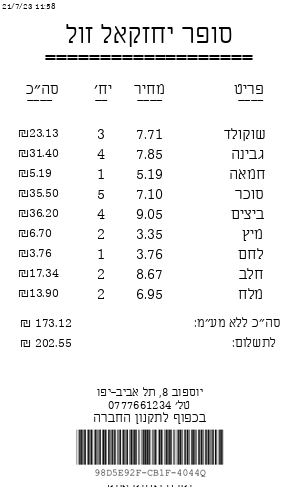 21/7/23 11:58
סופר יחזקאל זול
====================
פריט מחיר יח׳ סה״כ
---- ---- -- ----
שוקולד 7.71 3 ₪23.13
גבינה 7.85 4 ₪31.40
חמאה 5.19 1 ₪5.19
סוכר 7.10 5 ₪35.50
ביצים 9.05 4 ₪36.20
מיץ 3.35 2 ₪6.70
לחם 3.76 1 ₪3.76
חלב 8.67 2 ₪17.34
מלח 6.95 2 ₪13.90
סה״כ ללא מע״מ: 173.12 ₪
לתשלום: 202.55 ₪
יוספוב 8, תל אביב-יפו
טל׳ 0777661234
בכפוף לתקנון החברה
98D5E92F-CB1F-4044Q